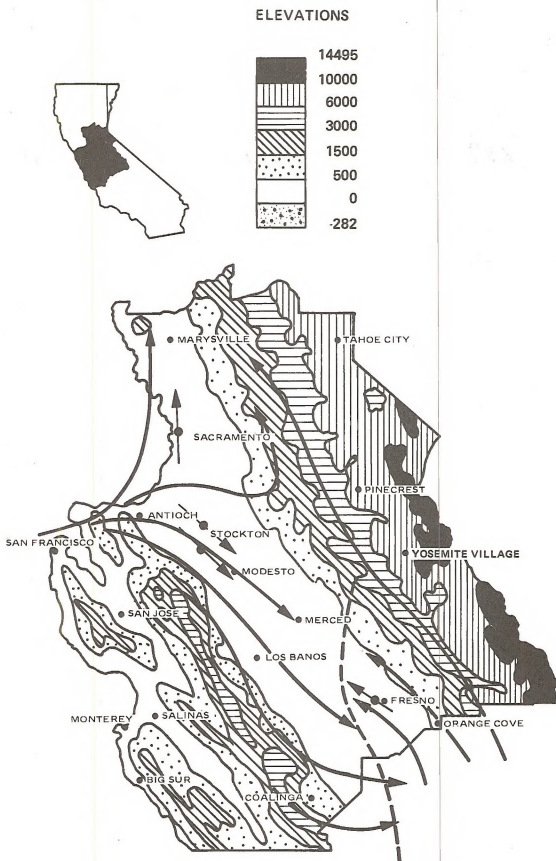 ELEVATIONS
14495
10000
6000
3000
1500
500
0
-282
MARYSVILLE
TAHOE CITY
SACRAMENTO
PINECREST
ANTIOCH
STOCKTON
SAN FRANCISCO
YOSEMITE VILLAGE
MODESTO
SAN JOSE
MERCED
LOS BANOS
FRESNO
MONTEREY
SALINAS
ORANGE COVE
BIG SUR
COALINGA